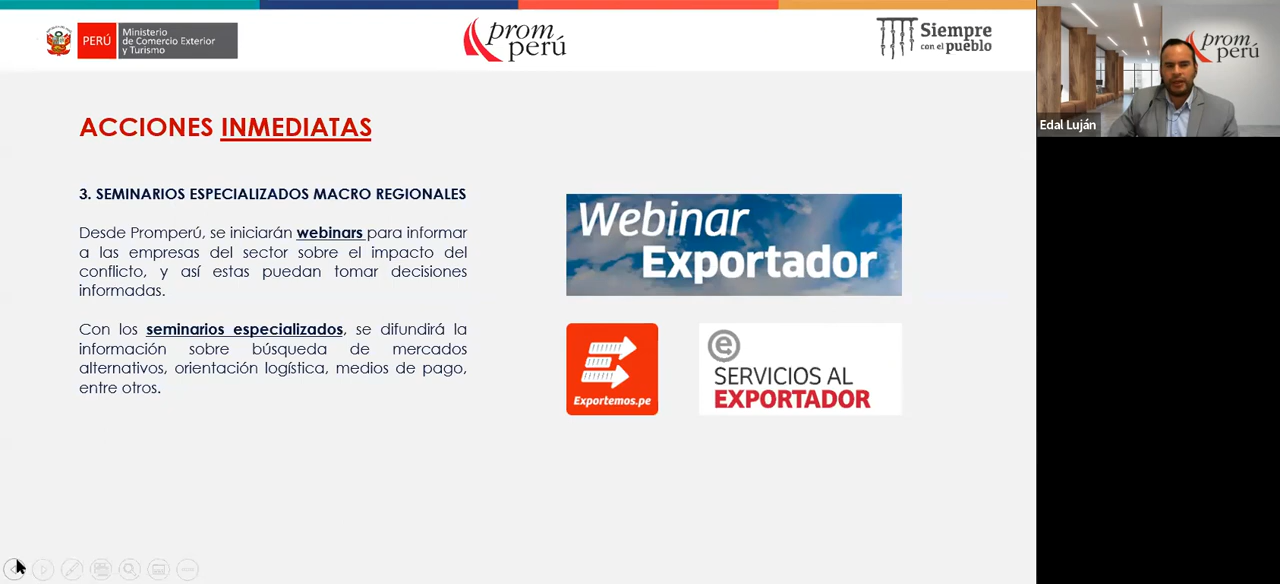 PERÚ
Ministerio
de Comercio Exterior
y Turismo
prom
perú
Siempre
con el pueblo
ACCIONES INMEDIATAS
3. SEMINARIOS ESPECIALIZADOS MACRO REGIONALES
Desde Promperú, se iniciarán webinars para informar
a las empresas del sector sobre el impacto del
conflicto, y así estas puedan tomar decisiones
informadas.
Con los seminarios especializados, se difundirá la
información sobre búsqueda de mercados
alternativos, orientación logística, medios de pago,
entre otros.
Webinar
Exportador
Exportemos.pe
e
SERVICIOS AL
EXPORTADOR
prom
perú
Edal Luján